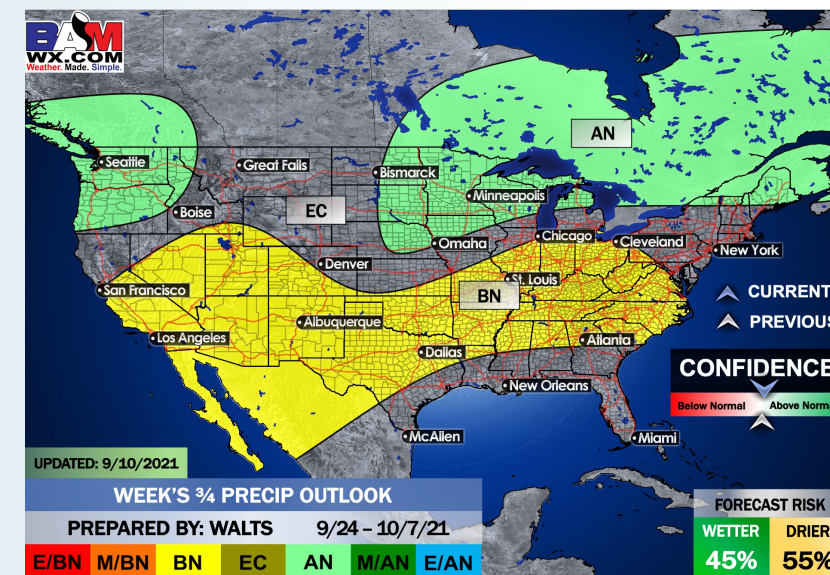 BAM
WX.COM
Weather. Made. Simple.
AN
Seattle
Great Falls
Bismarck
Minneapolis
Boise
EC
Omaha
Chicago
Cleveland
New York
Denver
St. Louis
San Francisco
BN
CURRENT
Albuquerque
PREVIOUS
Los Angeles
Atlanta
Dallas
CONFIDENCE
New Orleans
Below Normal
Above Norma
McAllen
Miami
UPDATED: 9/10/2021
WEEK'S ¾ PRECIP OUTLOOK
PREPARED BY: WALTS 9/24 – 10/7/21
E/BN M/BN BN EC AN M/AN E/AN
FORECAST RISK
WETTER DRIER
45% 55%